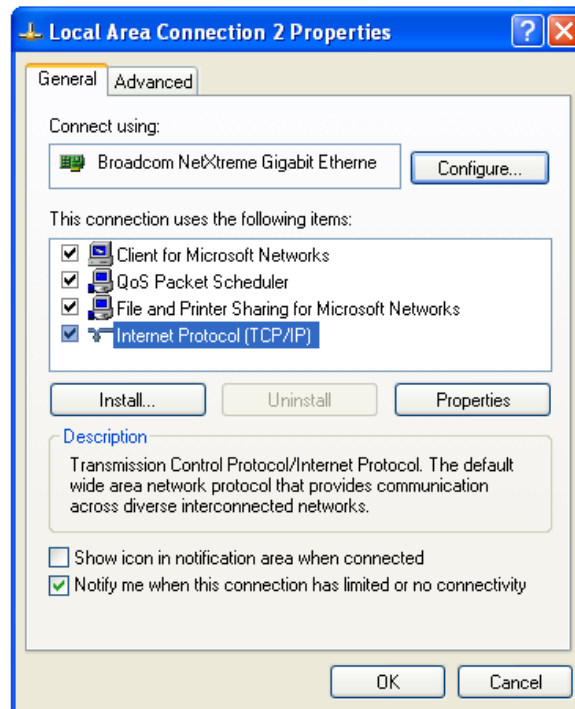 Local Area Connection 2 Properties
General
Advanced
Connect using:
Broadcom NetXtreme Gigabit Etherne
Configure...
This connection uses the following items:
Client for Microsoft Networks
QoS Packet Scheduler
File and Printer Sharing for Microsoft Networks
Internet Protocol (TCP/IP)
Install...
Uninstall
Properties
Description
Transmission Control Protocol/Internet Protocol. The default
wide area network protocol that provides communication
across diverse interconnected networks.
Show icon in notification area when connected
Notify me when this connection has limited or no connectivity
OK
Cancel